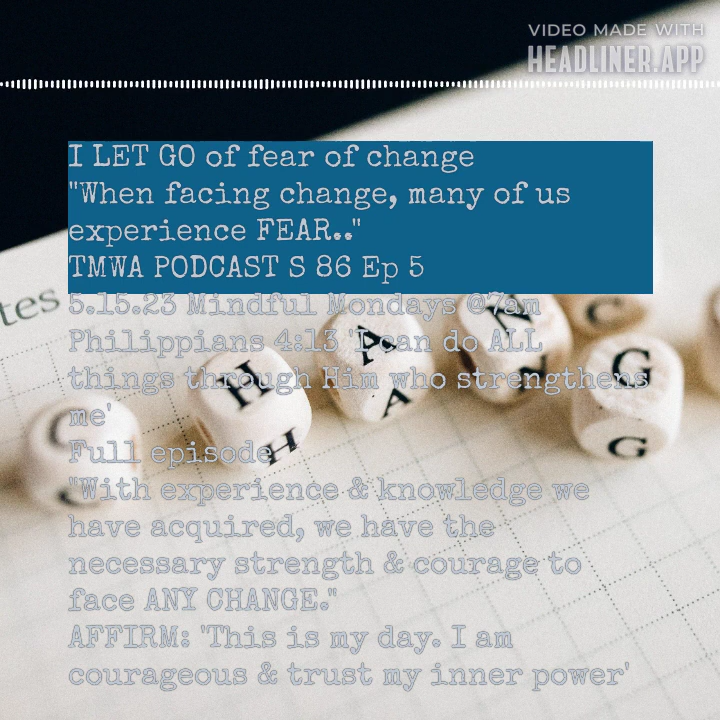 VIDEO MADE WITH
HEADLINER.APP
I LET GO of fear of change
"When facing change, many of us
experience FEAR.."
TMWA PODCAST S 86 Ep 5
tes
5.15.23 Mindful Mondays @7am
Philippians 4:13 'I can do ALL
things through Him who strengthens
me'
Full episode
"With experience & knowledge we
have acquired, we have the
necessary strength & courage to
face ANY CHANGE."
AFFIRM: 'This is my day. I am
courageous & trust my inner power'
C H A N G
H A G